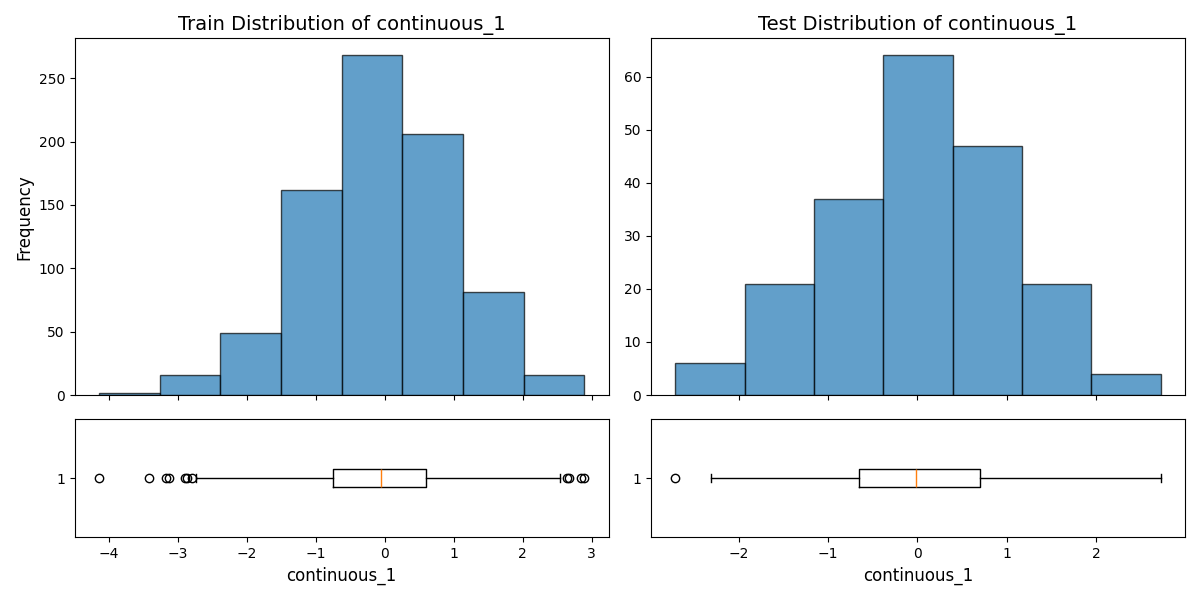 Train Distribution of continuous_1
Test Distribution of continuous_1
Frequency
250
200
150
100
50
0
60
50
40
30
20
10
0
1
−4 −3 −2 −1 0 1 2 3
continuous_1
1
−2 −1 0 1 2
continuous_1